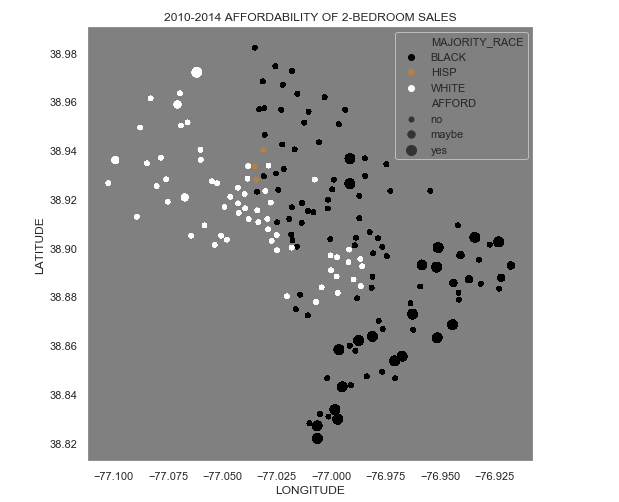 2010-2014 AFFORDABILITY OF 2-BEDROOM SALES
MAJORITY_RACE
BLACK
HISP
WHITE
AFFORD
no
maybe
yes
LATITUDE
38.98
38.96
38.94
38.92
38.90
38.88
38.86
38.84
38.82
−77.100
−77.075
−77.050
−77.025
−77.000
−76.975
−76.950
−76.925
LONGITUDE